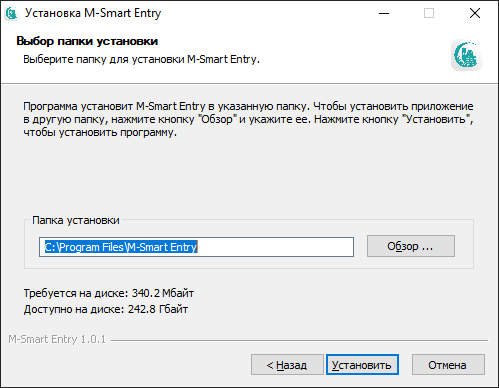 Установка M-Smart Entry
Выбор папки установки
Выберите папку для установки M-Smart Entry.
Программа установит M-Smart Entry в указанную папку. Чтобы установить приложение
в другую папку, нажмите кнопку "Обзор" и укажите ее. Нажмите кнопку "Установить",
чтобы установить программу.
Папка установки
C:\Program Files\M-Smart Entry
Обзор ...
Требуется на диске: 340.2 Мбайт
Доступно на диске: 242.8 Гбайт
M-Smart Entry 1.0.1
< Назад
Установить
Отмена